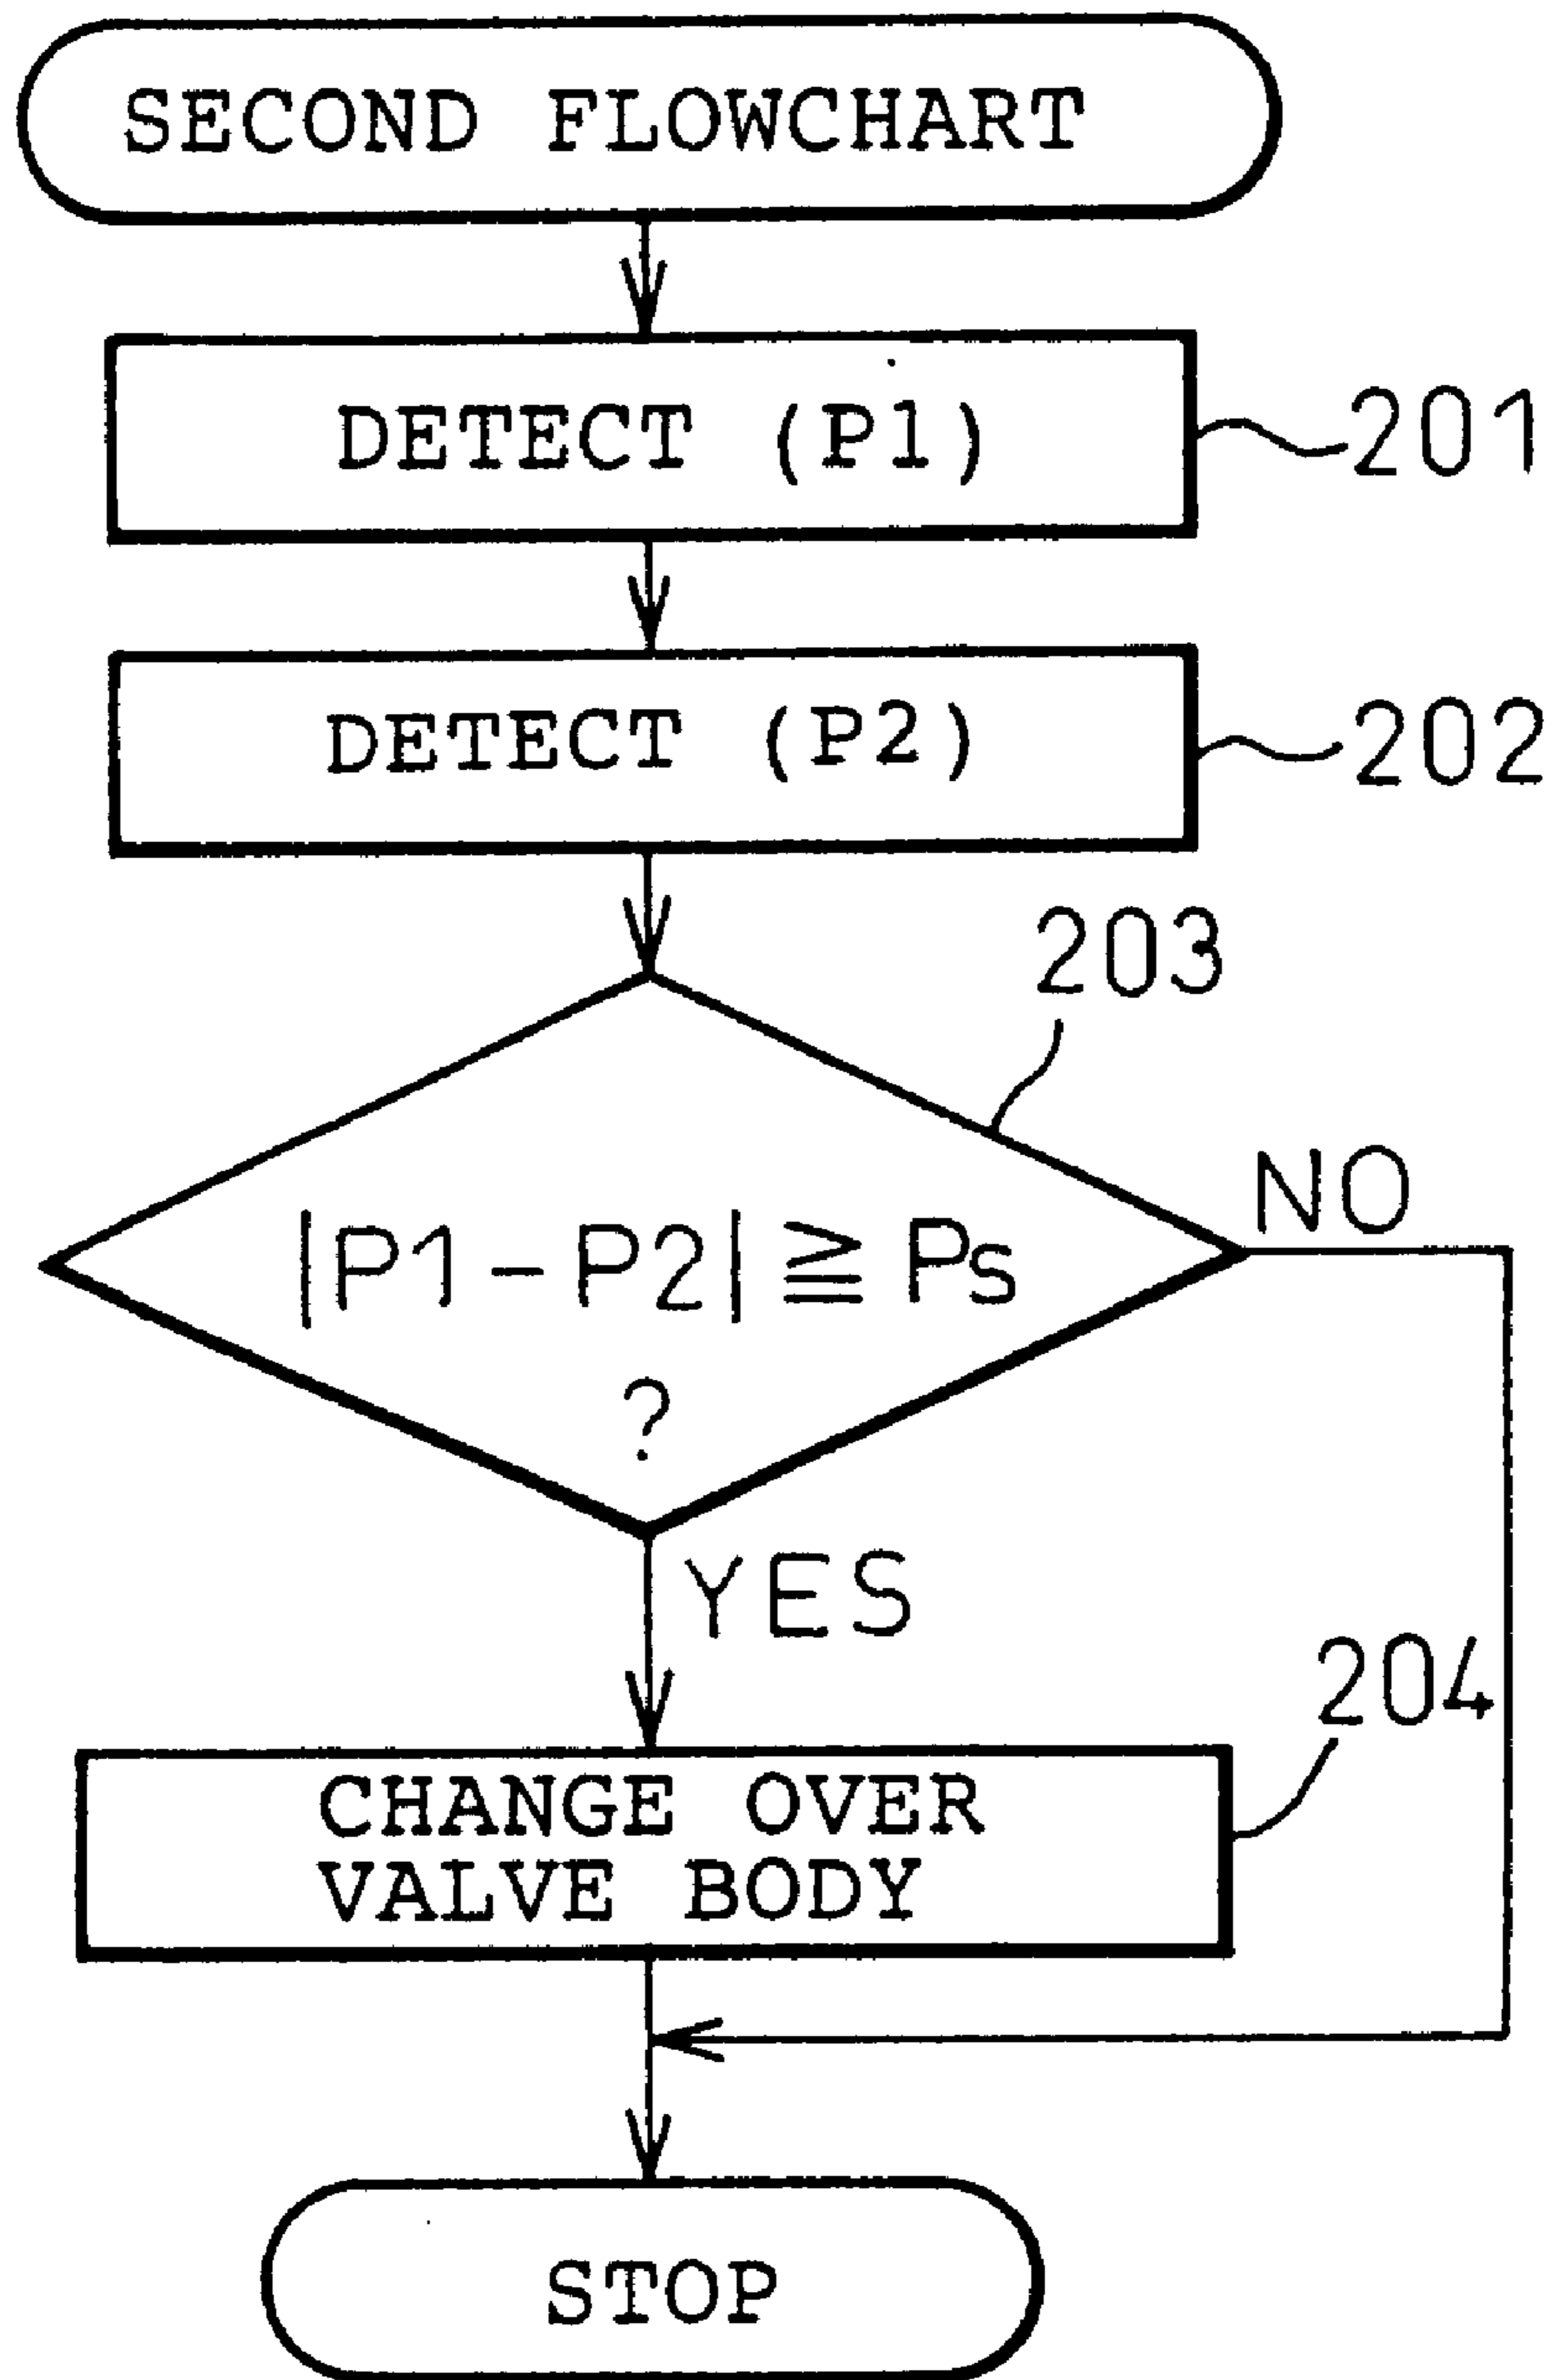 SECOND FLOWCHART
DETECT (P1)
201
DETECT (P2)
202
203
|P1-P2|≧Ps
?
NO
YES
204
CHANGE OVER
VALVE BODY
STOP